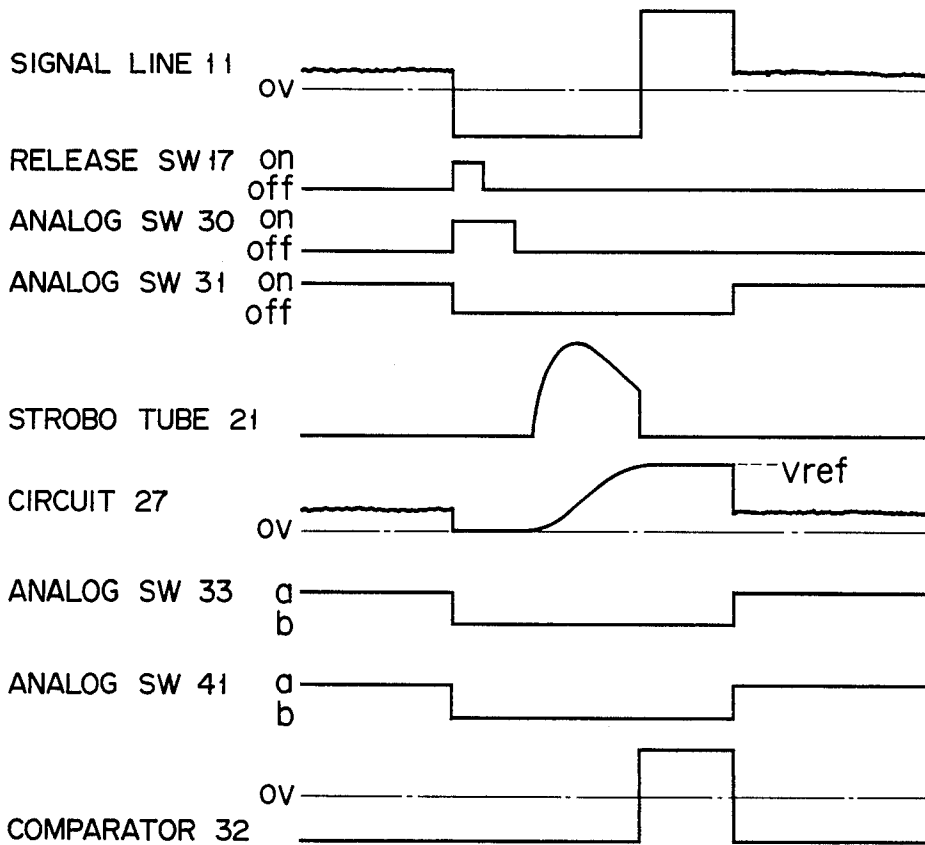 SIGNAL LINE 11
OV
RELEASE SW 17 on
off
ANALOG SW 30 on
off
ANALOG SW 31 on
off
STROBO TUBE 21
Vref
CIRCUIT 27
OV
ANALOG SW 33 a
b
ANALOG SW 41 a
b
OV
COMPARATOR 32